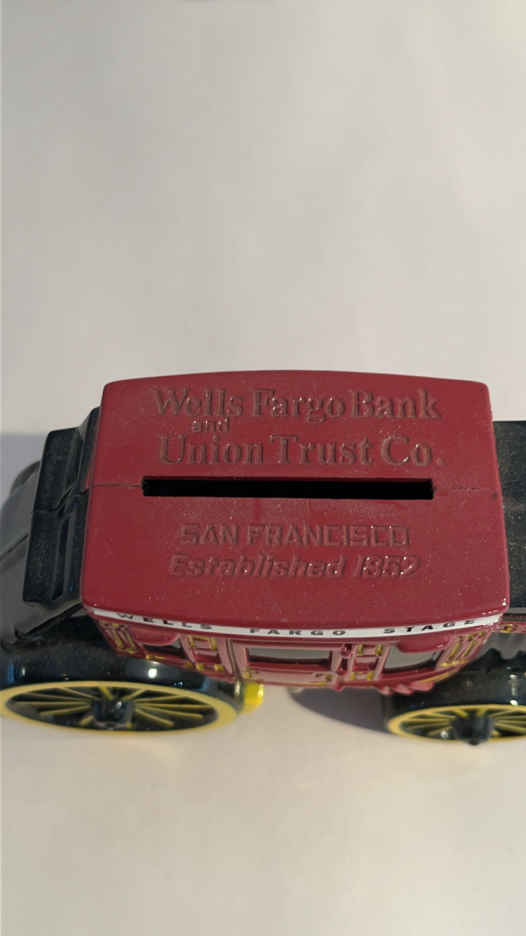 Wells Fargo Bank
and
Union Trust Co.
SAN FRANCISCO
Established 1852
WELLS FARGO STAGE